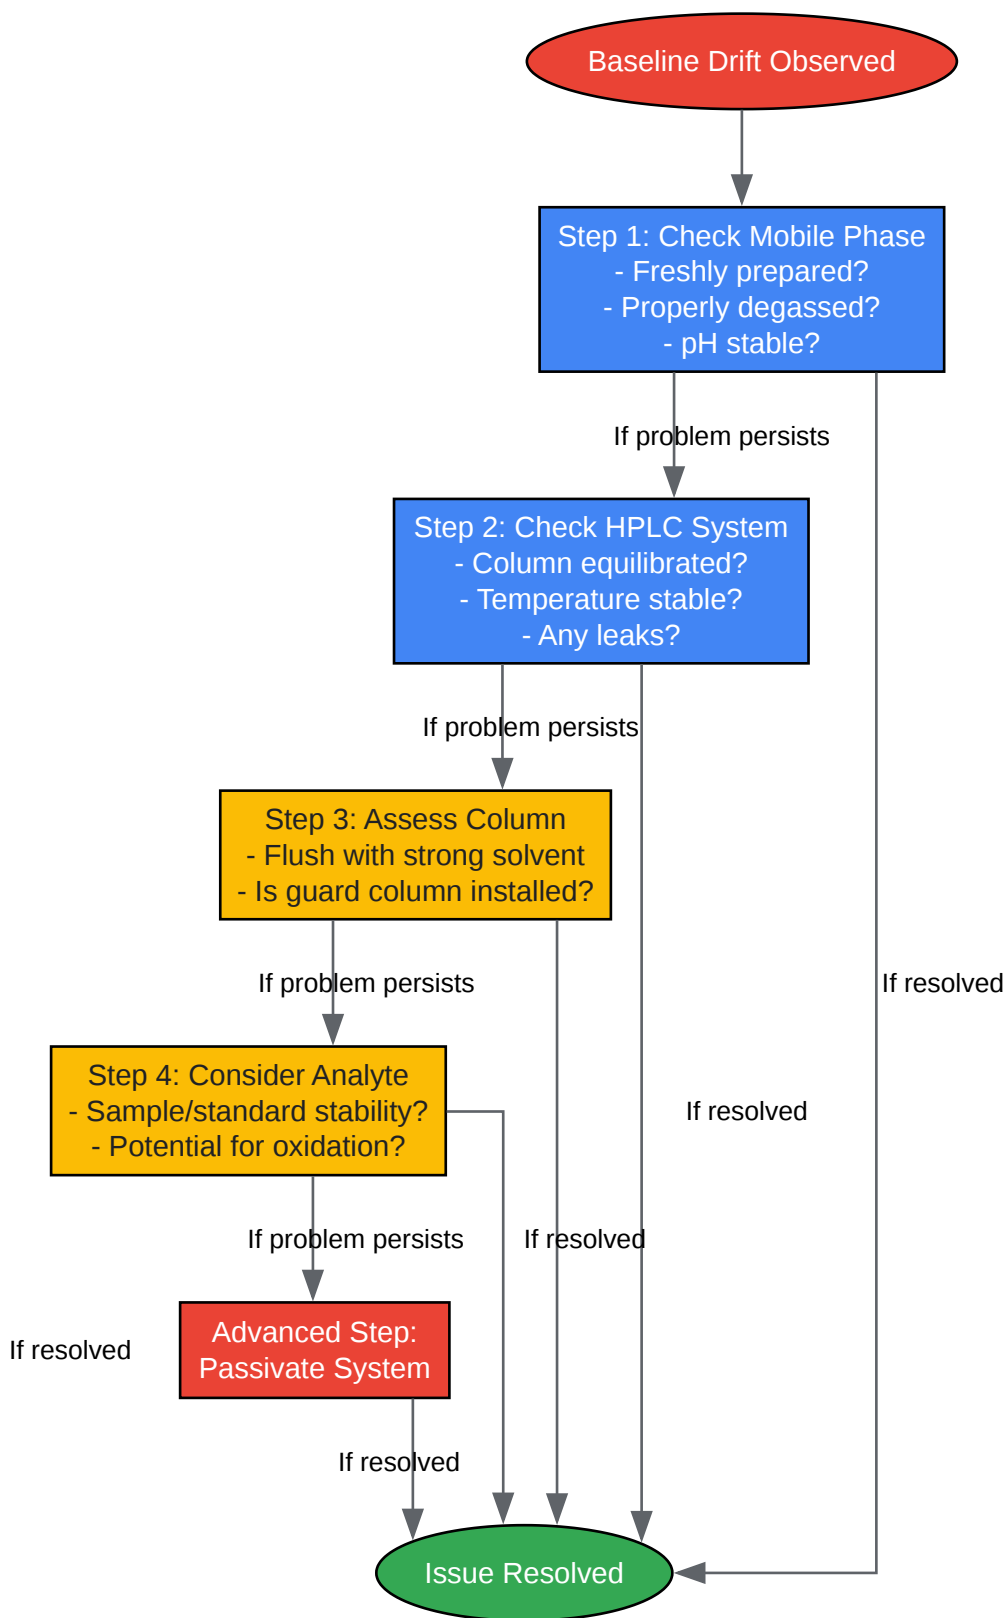 Baseline Drift Observed
Step 1: Check Mobile Phase
- Freshly prepared?
- Properly degassed?
- pH stable?
If problem persists
Step 2: Check HPLC System
- Column equilibrated?
- Temperature stable?
- Any leaks?
If problem persists
Step 3: Assess Column
- Flush with strong solvent
- Is guard column installed?
If problem persists
If resolved
Step 4: Consider Analyte
- Sample/standard stability?
- Potential for oxidation?
If resolved
If problem persists
If resolved
Advanced Step:
Passivate System
If resolved
If resolved
Issue Resolved